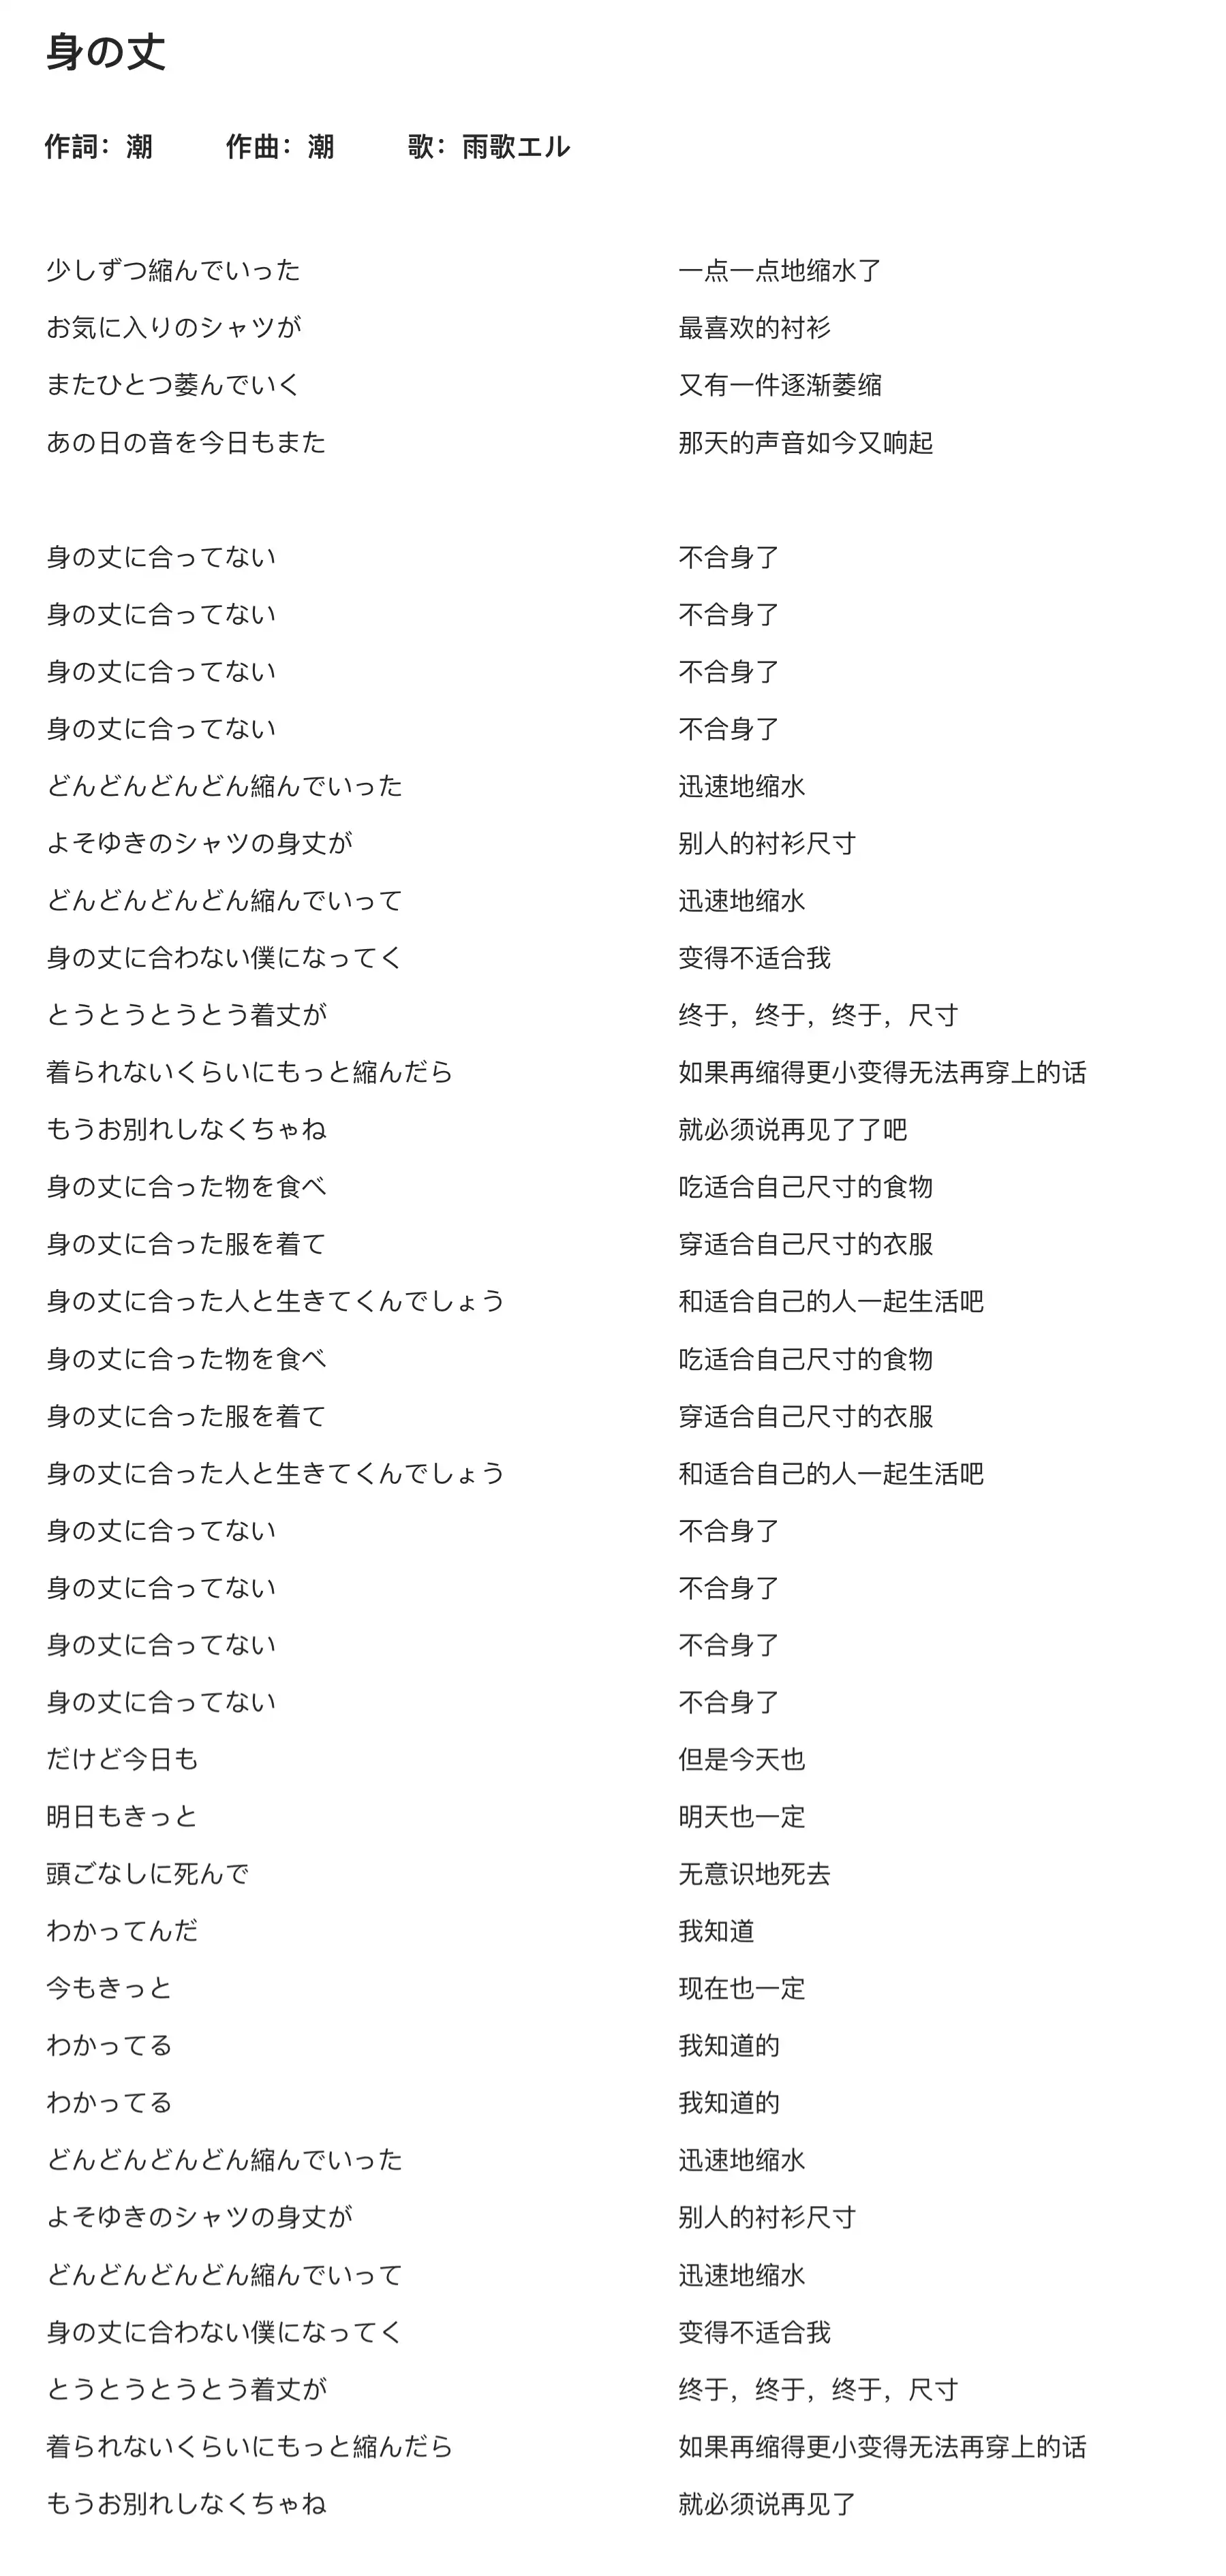 身の丈
作詞：潮 作曲：潮 歌：雨歌エル
少しずつ縮んでいった 一点一点地缩水了
お気に入りのシャツが 最喜欢的衬衫
またひとつ萎んでいく 又有一件逐渐萎缩
あの日の音を今日もまた 那天的声音如今又响起
身の丈に合ってない 不合身了
身の丈に合ってない 不合身了
身の丈に合ってない 不合身了
身の丈に合ってない 不合身了
どんどんどんどん縮んでいった 迅速地缩水
よそゆきのシャツの身丈が 别人的衬衫尺寸
どんどんどんどん縮んでいって 迅速地缩水
身の丈に合わない僕になってく 变得不适合我
とうとうとうとう着丈が 终于，终于，终于，尺寸
着られないくらいにもっと縮んだら 如果再缩得更小变得无法再穿上的话
もうお別れしなくちゃね 就必须说再见了了吧
身の丈に合った物を食べ 吃适合自己尺寸的食物
身の丈に合った服を着て 穿适合自己尺寸的衣服
身の丈に合った人と生きてくんでしょう 和适合自己的人一起生活吧
身の丈に合った物を食べ 吃适合自己尺寸的食物
身の丈に合った服を着て 穿适合自己尺寸的衣服
身の丈に合った人と生きてくんでしょう 和适合自己的人一起生活吧
身の丈に合ってない 不合身了
身の丈に合ってない 不合身了
身の丈に合ってない 不合身了
身の丈に合ってない 不合身了
だけど今日も 但是今天也
明日もきっと 明天也一定
頭ごなしに死んで 无意识地死去
わかってんだ 我知道
今もきっと 现在也一定
わかってる 我知道的
わかってる 我知道的
どんどんどんどん縮んでいった 迅速地缩水
よそゆきのシャツの身丈が 别人的衬衫尺寸
どんどんどんどん縮んでいって 迅速地缩水
身の丈に合わない僕になってく 变得不适合我
とうとうとうとう着丈が 终于，终于，终于，尺寸
着られないくらいにもっと縮んだら 如果再缩得更小变得无法再穿上的话
もうお別れしなくちゃね 就必须说再见了